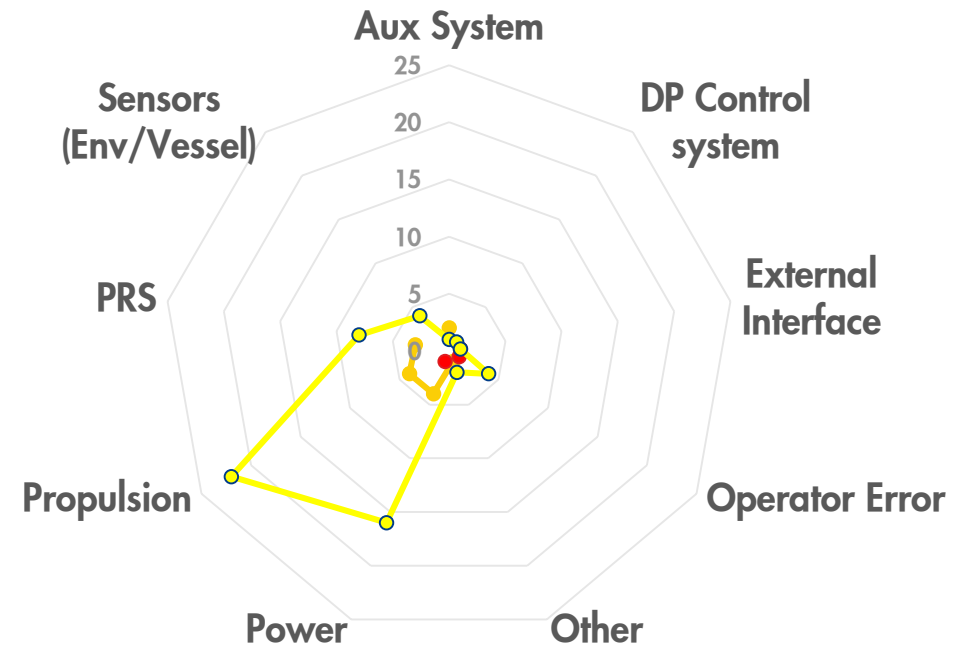 Aux System
25
Sensors
(Env/Vessel)
DP Control
system
20
15
10
External
Interface
PRS
5
0
Propulsion
Operator Error
Power
Other